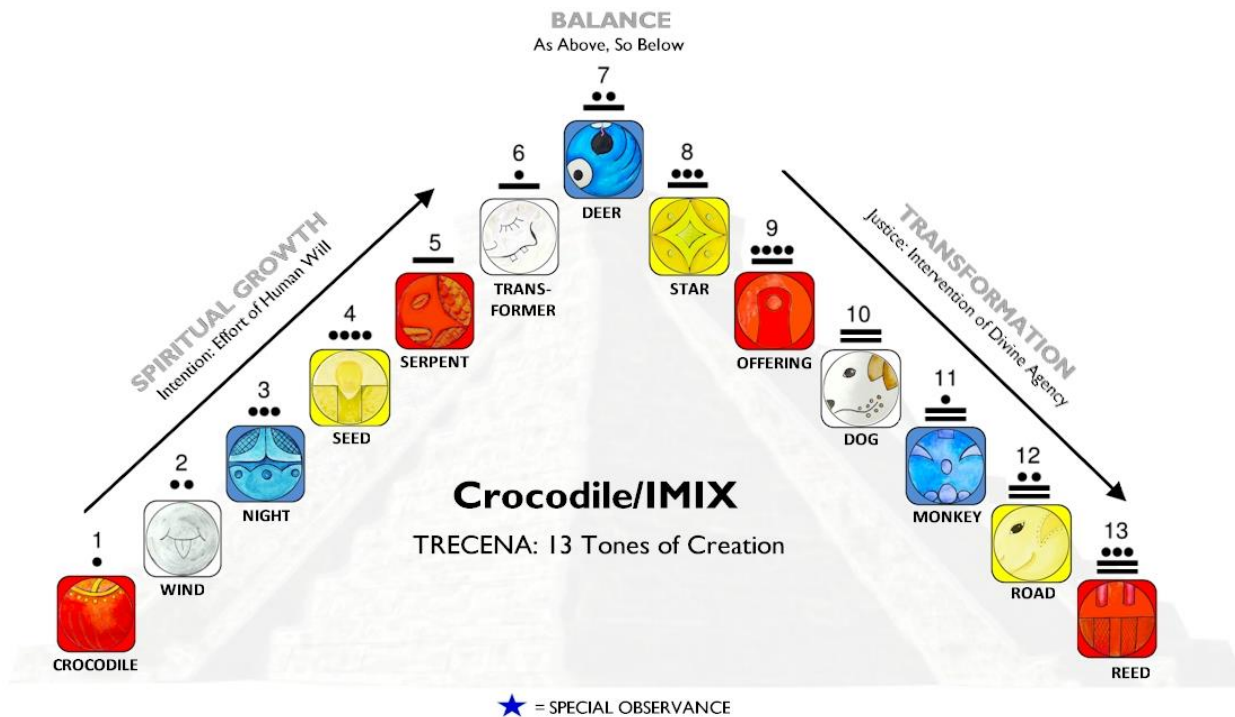 BALANCE
As Above, So Below
7
DEER
6
TRANS-
FORMER
8
STAR
5
SERPENT
9
OFFERING
4
SEED
10
DOG
3
NIGHT
11
MONKEY
2
WIND
12
ROAD
1
CROCODILE
13
REED
SPIRITUAL GROWTH
Intention: Effort of Human Will
TRANSFORMATION
Justice: Intervention of Divine Agency
Crocodile/IMIX
TRECENA: 13 Tones of Creation
= SPECIAL OBSERVANCE